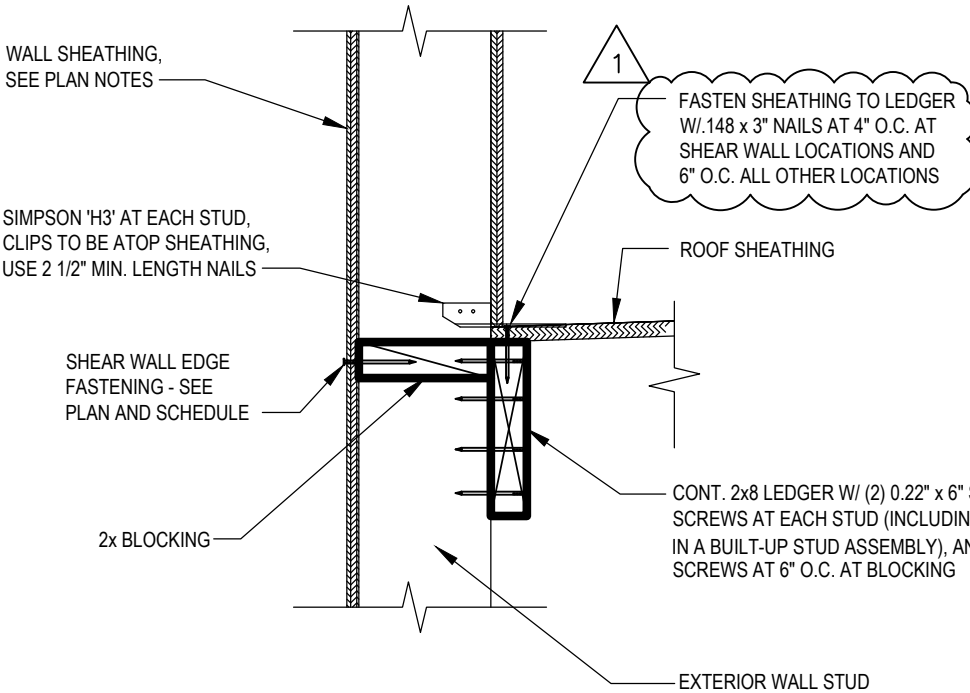 WALL SHEATHING,
SEE PLAN NOTES
1
FASTEN SHEATHING TO LEDGER
W/.148 x 3" NAILS AT 4" O.C. AT
SHEAR WALL LOCATIONS AND
6" O.C. ALL OTHER LOCATIONS
SIMPSON 'H3' AT EACH STUD,
CLIPS TO BE ATOP SHEATHING,
USE 2 1/2" MIN. LENGTH NAILS
ROOF SHEATHING
SHEAR WALL EDGE
FASTENING - SEE
PLAN AND SCHEDULE
CONT. 2x8 LEDGER W/ (2) 0.22" x 6"
SCREWS AT EACH STUD (INCLUDIN
IN A BUILT-UP STUD ASSEMBLY), AN
SCREWS AT 6" O.C. AT BLOCKING
2x BLOCKING
EXTERIOR WALL STUD